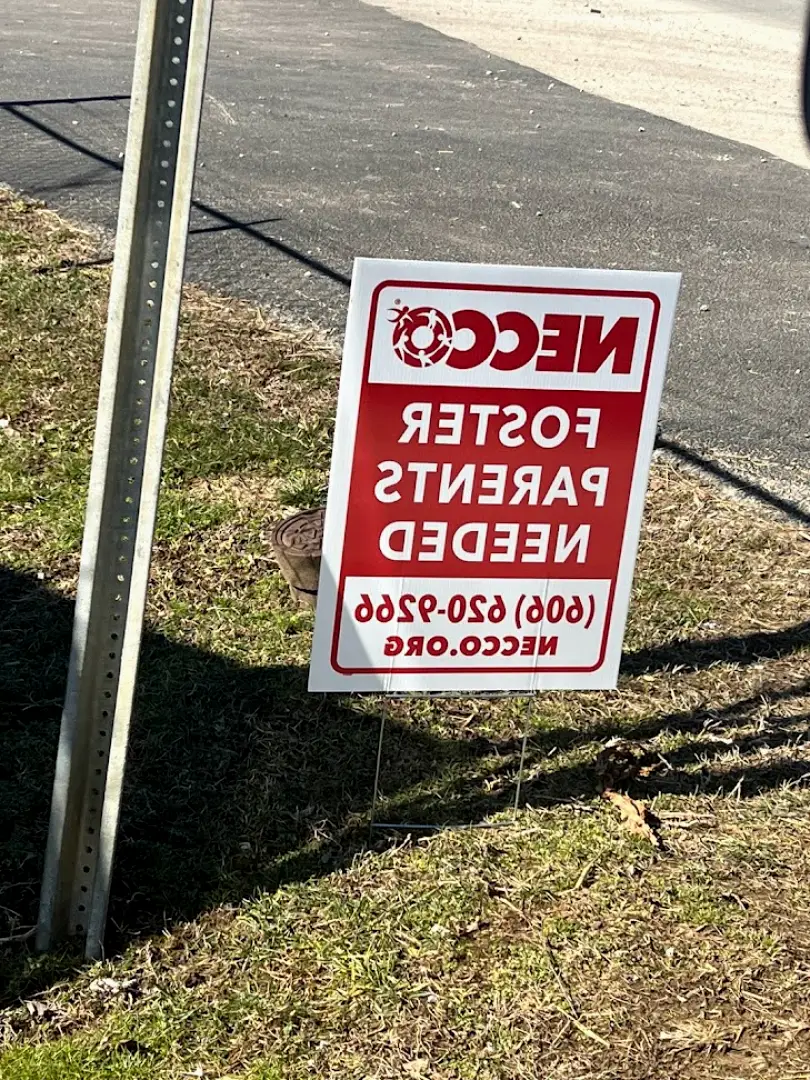 NECCO®
FOSTER
PARENTS
NEEDED
(606) 620-9266
NECCO.ORG